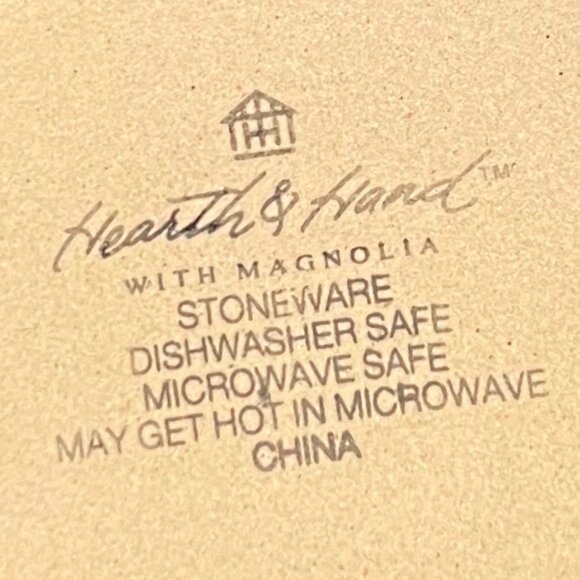 Hearth & Hand™
WITH MAGNOLIA
STONEWARE
DISHWASHER SAFE
MICROWAVE SAFE
MAY GET HOT IN MICROWAVE
CHINA